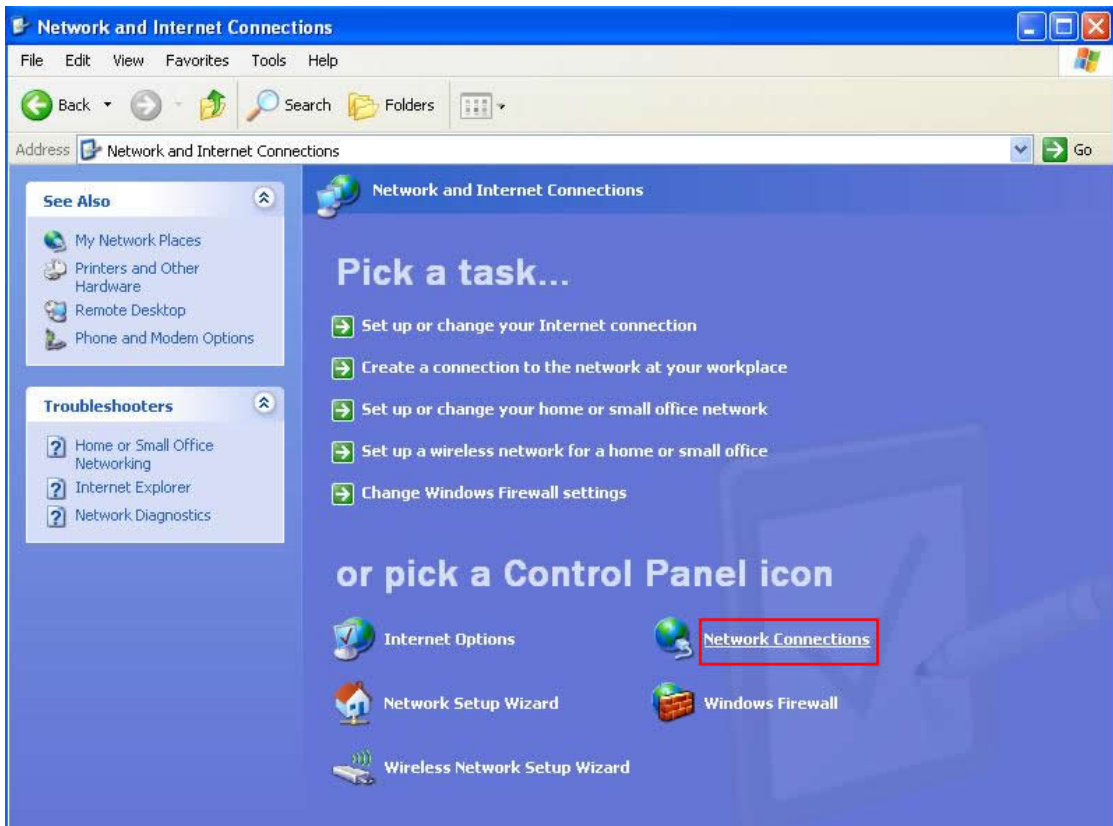 Network and Internet Connections
File Edit View Favorites Tools Help
Back Search Folders
Address Network and Internet Connections Go
See Also
My Network Places
Printers and Other
Hardware
Remote Desktop
Phone and Modem Options
Troubleshooters
Home or Small Office
Networking
Internet Explorer
Network Diagnostics
Network and Internet Connections
Pick a task...
Set up or change your Internet connection
Create a connection to the network at your workplace
Set up or change your home or small office network
Set up a wireless network for a home or small office
Change Windows Firewall settings
or pick a Control Panel icon
Internet Options
Network Connections
Network Setup Wizard
Windows Firewall
Wireless Network Setup Wizard